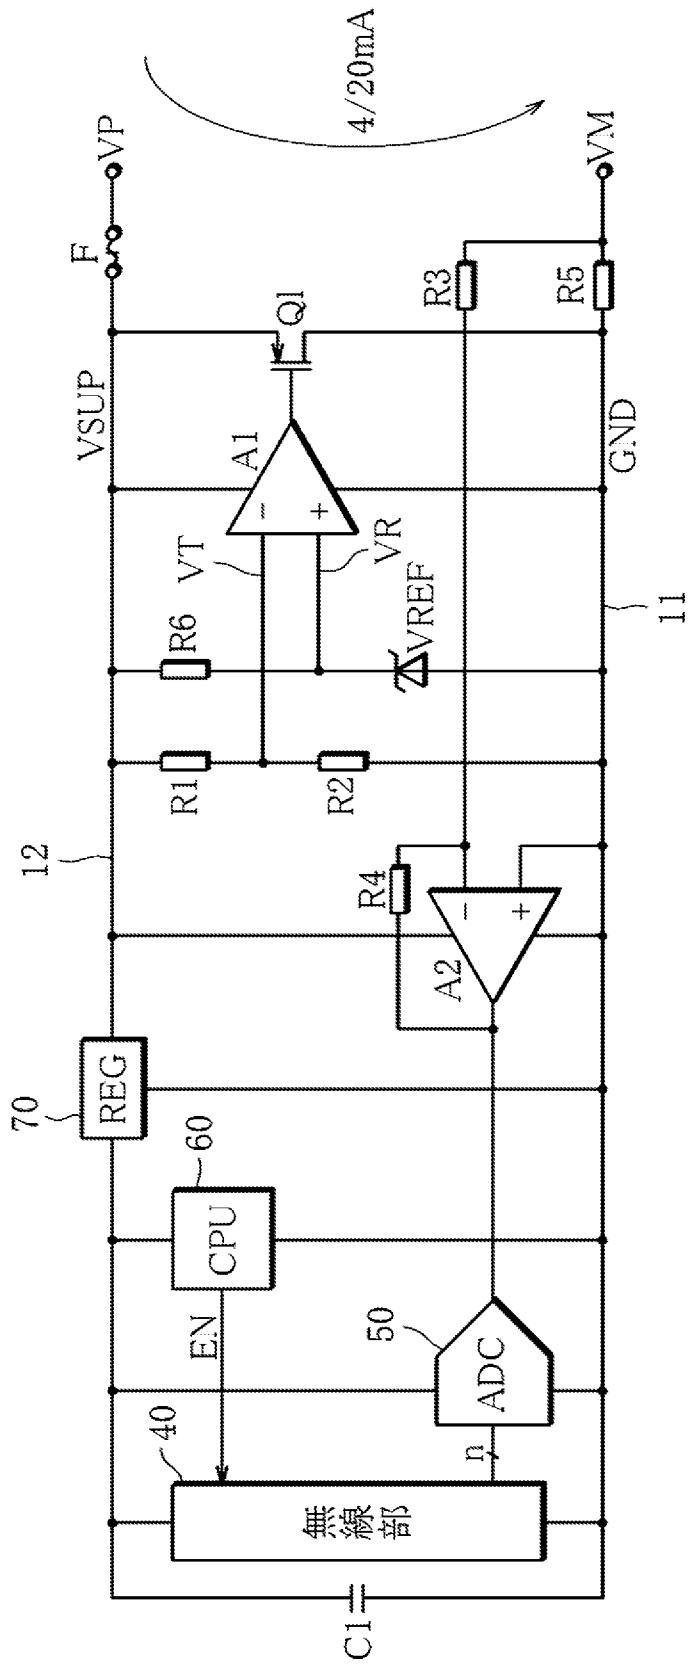 4/20mA
VP
VM
F
R3
R5
Q1
VSUP
A1
GND
−
+
VT
VR
VREF
11
R6
R1
R2
12
R4
−
+
A2
70
REG
60
CPU
EN
50
ADC
n
40
無線部
C1